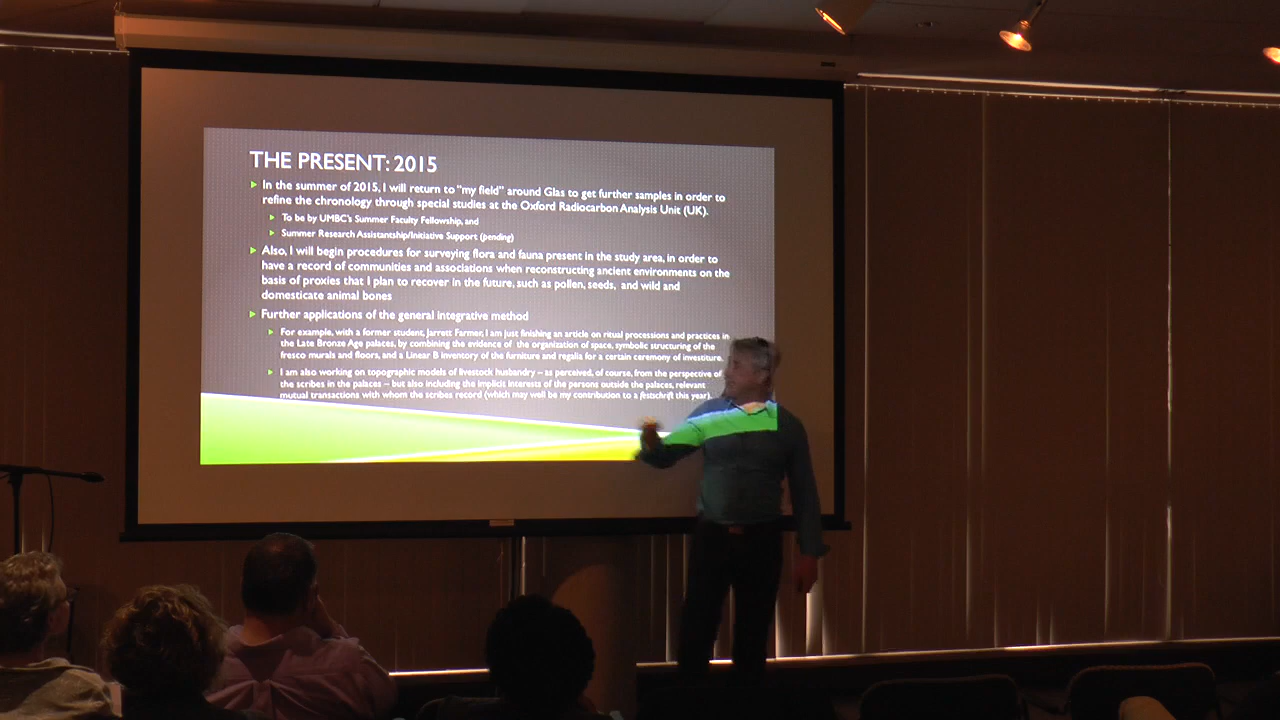 THE PRESENT: 2015
In the summer of 2015, I will return to "my field" around Glas to get further samples in order to
refine the chronology through special studies at the Oxford Radiocarbon Analysis Unit (UK).
To be by UMBC's Summer Faculty Fellowship, and
Summer Research Assistantship/Initiative Support (pending)
Also, I will begin procedures for surveying flora and fauna present in the study area, in order to
have a record of communities and associations when reconstructing ancient environments on the
basis of proxies that I plan to recover in the future, such as pollen, seeds, and wild and
domesticate animal bones
Further applications of the general integrative method
For example, with a former student, Jarrett Farmer, I am just finishing an article on ritual processions and practices in
the Late Bronze Age palaces, by combining the evidence of the organization of space, symbolic structuring of the
fresco murals and floors, and a Linear B inventory of the furniture and regalia for a certain ceremony of investiture.
I am also working on topographic models of livestock husbandry – as perceived, of course, from the perspective of
the scribes in the palaces – but also including the implicit interests of the persons outside the palaces, relevant
mutual transactions with whom the scribes record (which may well be my contribution to a festschrift this year).